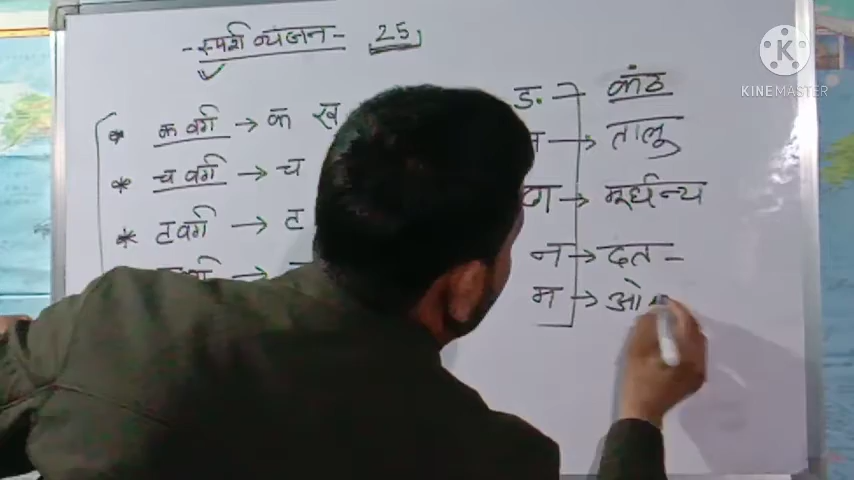 - स्पर्श व्यंजन - 25
* क वर्ग → क ख ङ → कंठ
* च वर्ग → च → तालु
* ट वर्ग → ट ण → मूर्धन्य
न → दंत -
म → ओ
KINEMASTER